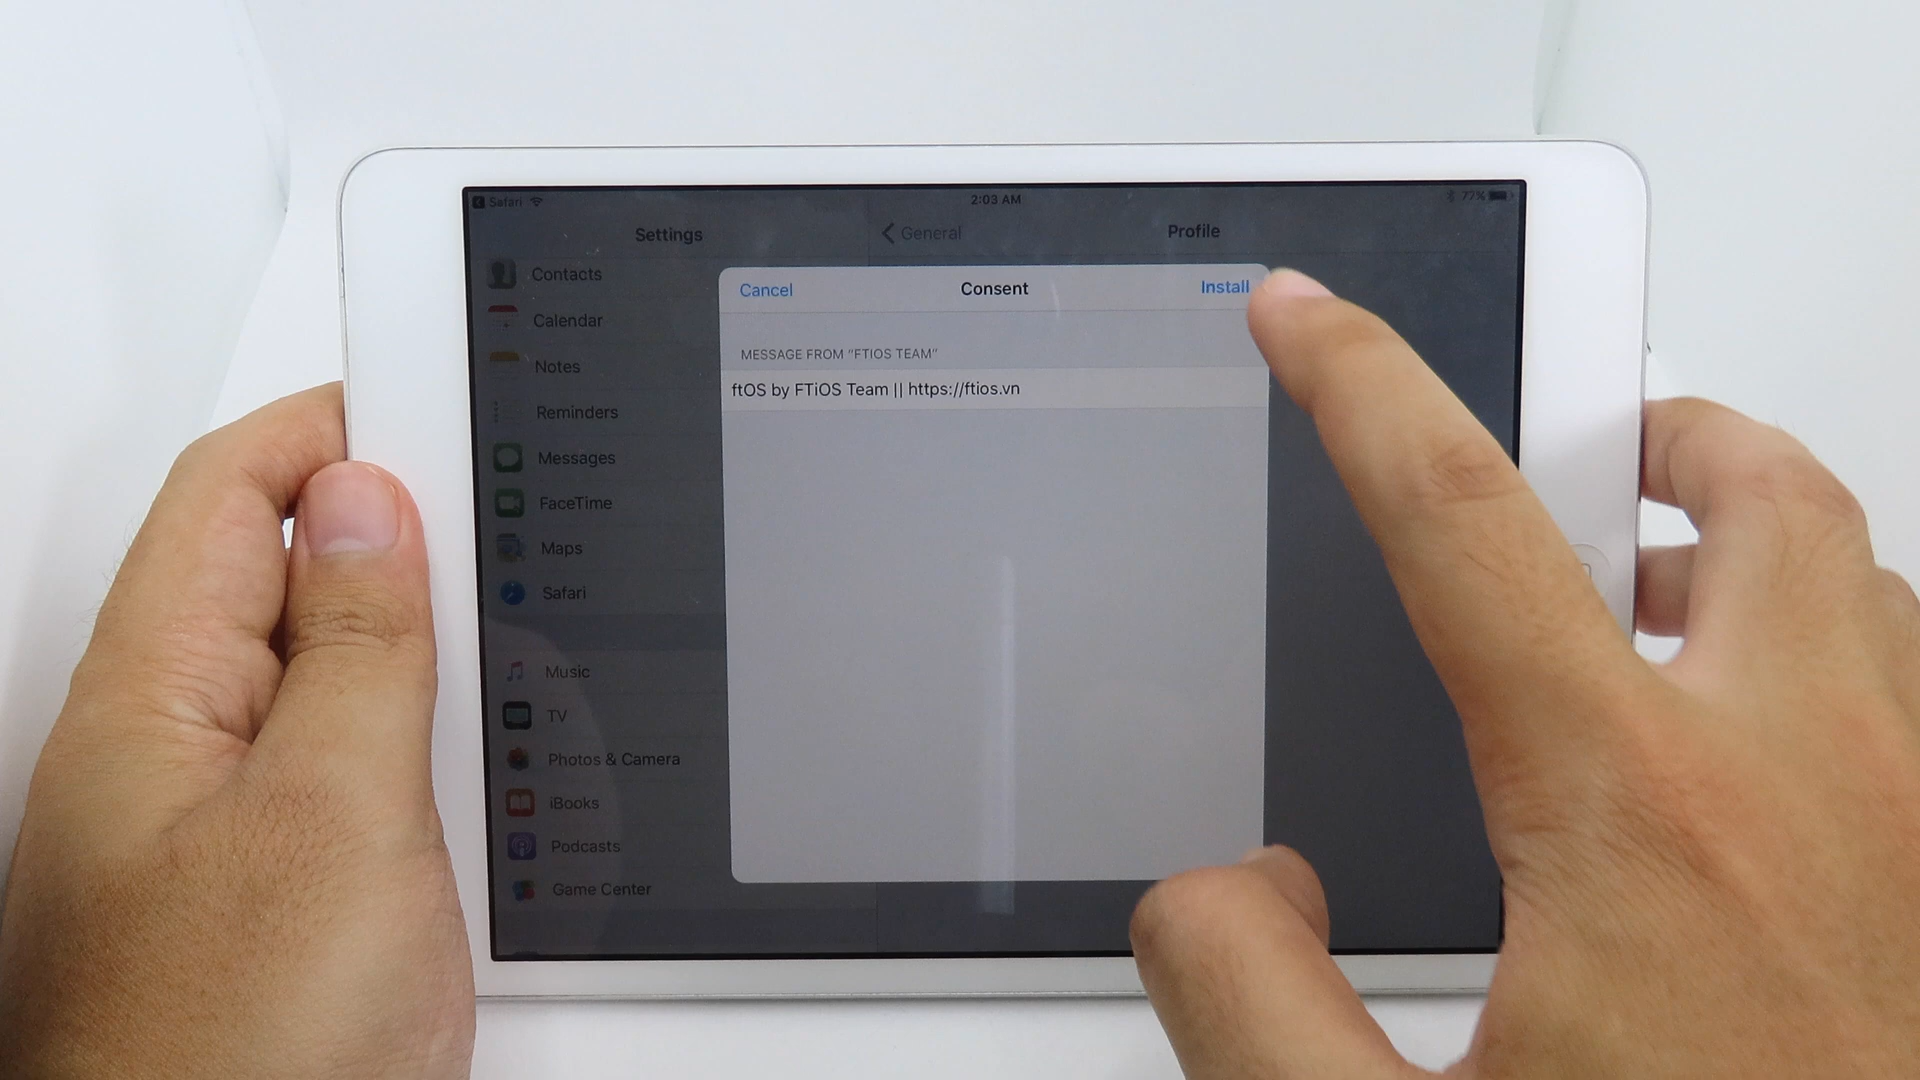 Safari
2:03 AM
77%
Settings
General
Profile
Contacts
Calendar
Notes
Reminders
Messages
FaceTime
Maps
Safari
Music
TV
Photos & Camera
iBooks
Podcasts
Game Center
Cancel
Consent
Install
MESSAGE FROM “FTIOS TEAM”
ftOS by FTiOS Team || https://ftios.vn